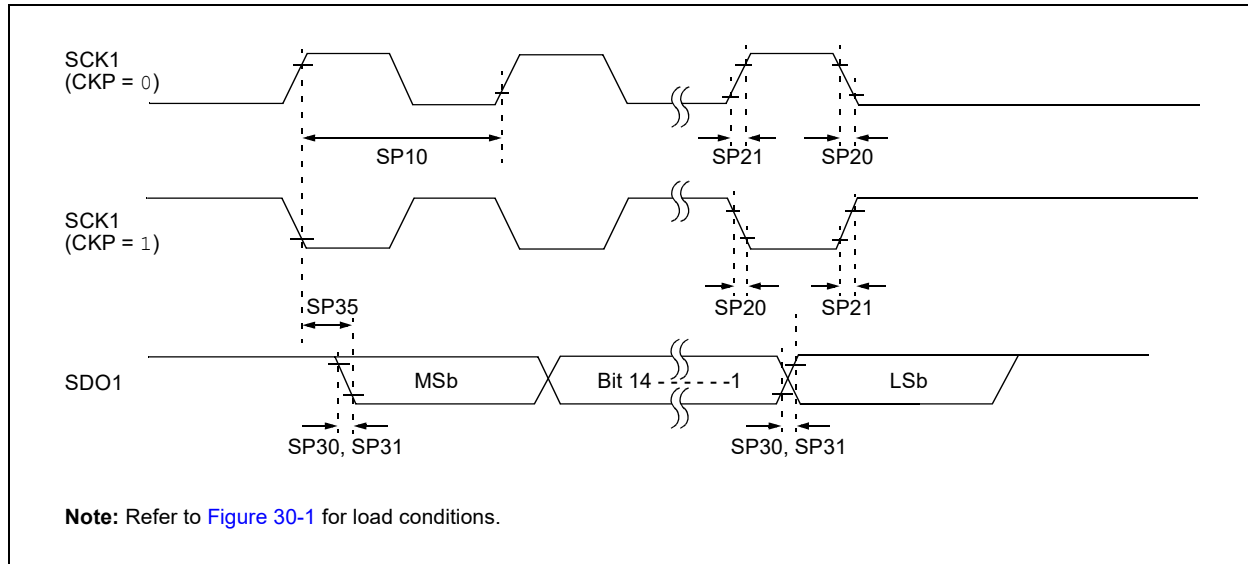 SCK1
(CKP = 0)
SP10
SP21
SP20
SCK1
(CKP = 1)
SP20
SP21
SP35
SDO1
MSb
Bit 14 - - - - - - -1
LSb
SP30, SP31
SP30, SP31
Note: Refer to Figure 30-1 for load conditions.